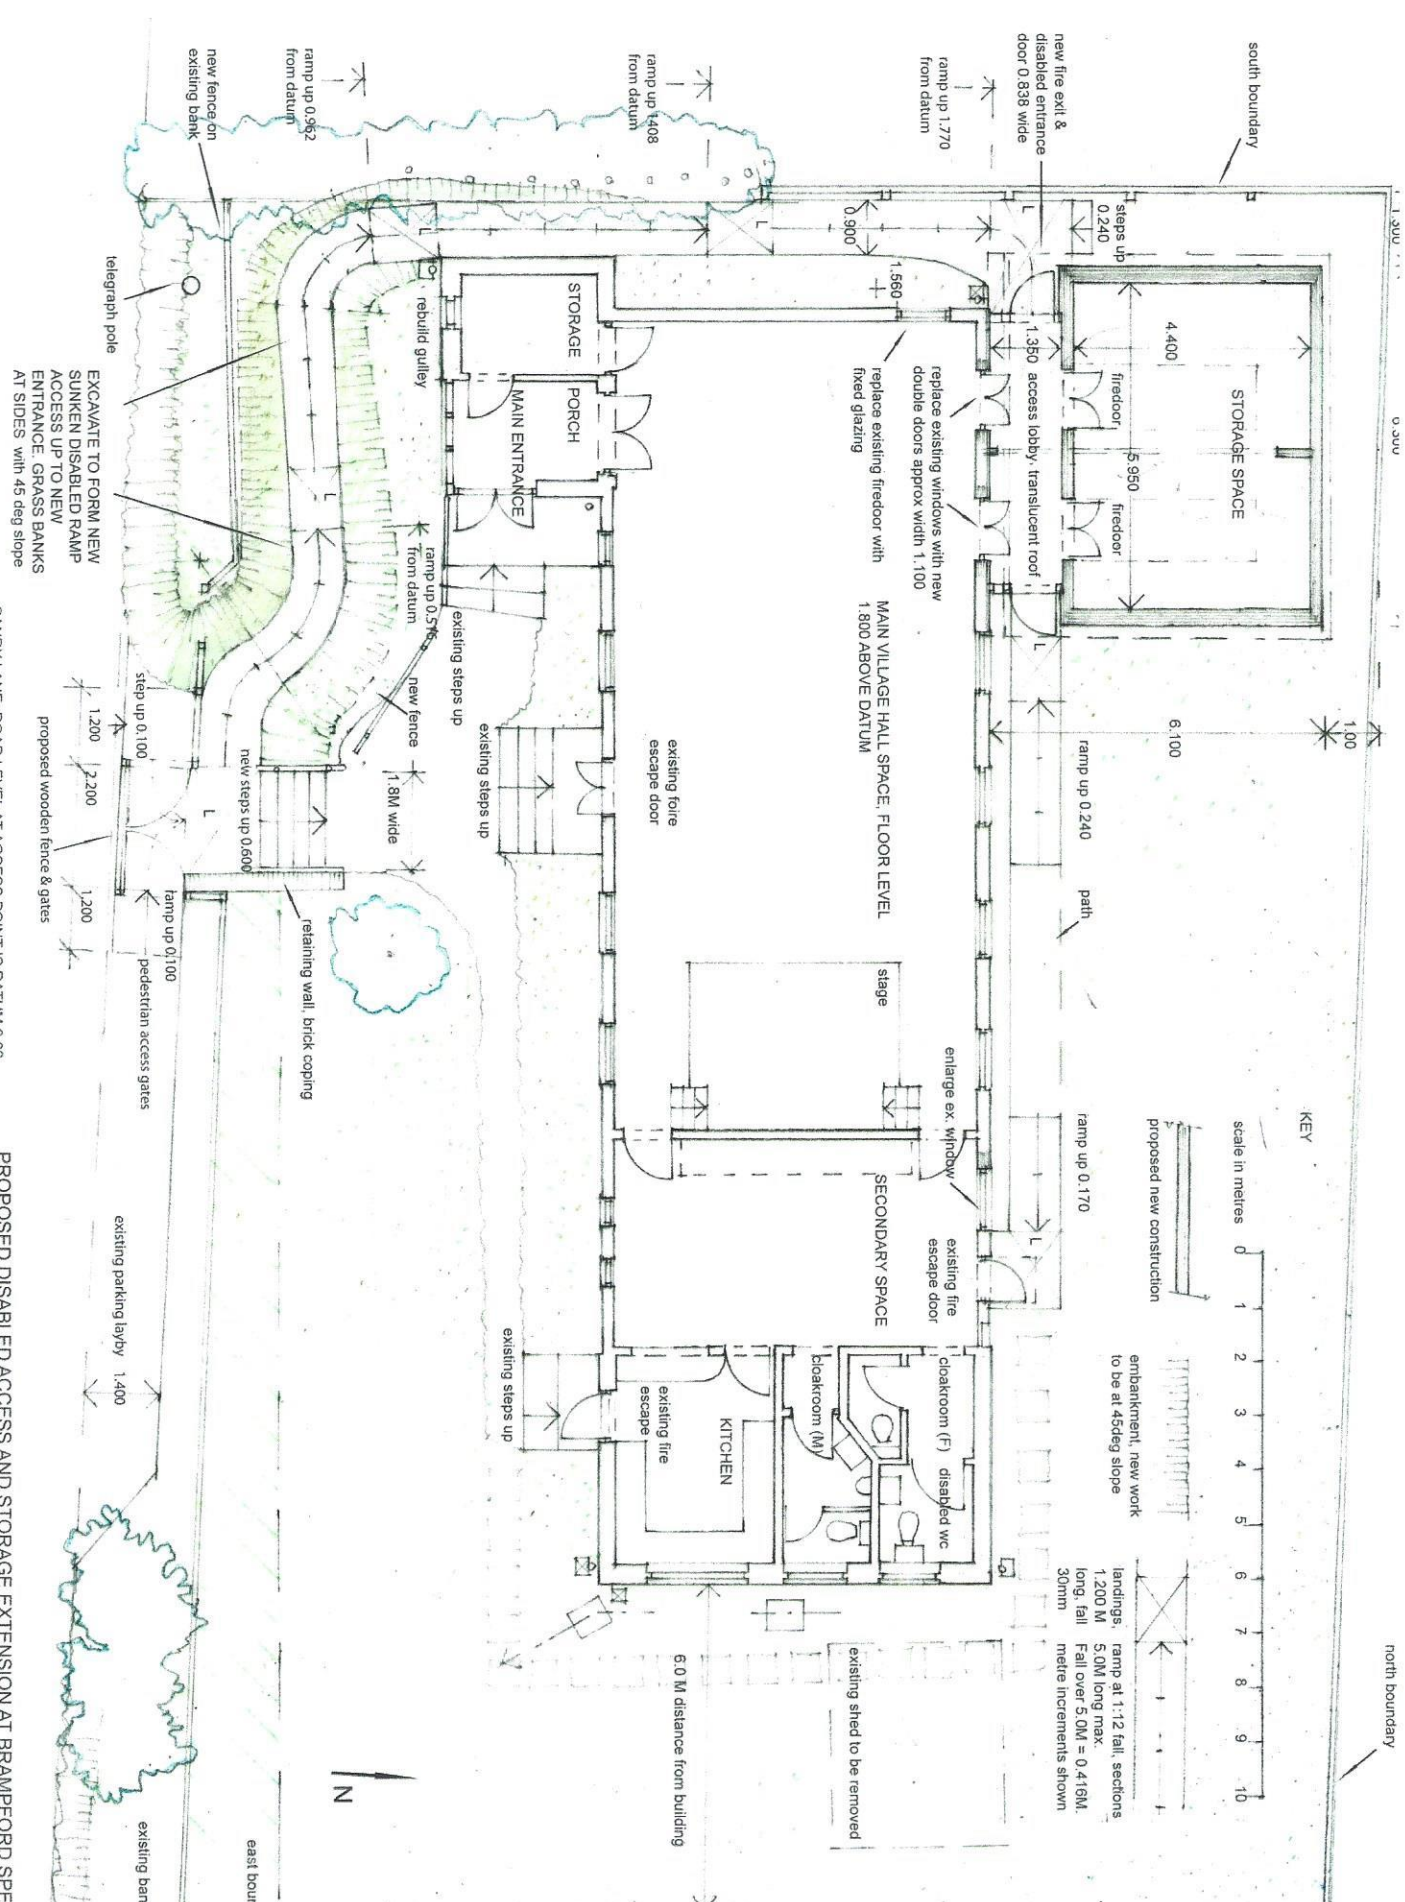 south boundary
new fire exit &
disabled entrance
door 0.838 wide
ramp up 1.770
from datum
ramp up 1408
from datum
ramp up 0.962
from datum
new fence on
existing bank
1.300
steps up
0.240
0.900
1.560
4.400
STORAGE SPACE
5.950
firedoor
firedoor
1.350
access lobby, translucent roof
replace existing windows with new
double doors approx width 1.100
replace existing firedoor with
fixed glazing
STORAGE
PORCH
MAIN ENTRANCE
rebuild gulley
telegraph pole
L
L
L
L
L
L
L
EXCAVATE TO FORM NEW
SUNKEN DISABLED RAMP
ACCESS UP TO NEW
ENTRANCE. GRASS BANKS
AT SIDES with 45 deg slope
ramp up 0.516
from datum
existing steps up
new fence
existing steps up
existing foire
escape door
MAIN VILLAGE HALL SPACE, FLOOR LEVEL
1.800 ABOVE DATUM
1.00
6.100
ramp up 0.240
path
step up 0.100
1.200
2.200
1.200
proposed wooden fence & gates
new steps up 0.600
1.8M wide
ramp up 0.100
pedestrian access gates
retaining wall, brick coping
stage
enlarge ex. window
ramp up 0.170
SECONDARY SPACE
existing fire
escape door
existing steps up
existing fire
escape
KITCHEN
cloakroom (M)
cloakroom (F)
disabled wc
KEY
scale in metres
0 1 2 3 4 5 6 7 8 9 10
proposed new construction
embankment, new work
to be at 45deg slope
landings,
1.200 M
long, fall
30mm
ramp at 1:12 fall, sections
5.0M long max.
Fall over 5.0M = 0.416M.
metre increments shown
north boundary
existing shed to be removed
6.0 M distance from building
existing parking layby
1.400
N
existing ban
east bour
PROPOSED DISABLED ACCESS AND STORAGE EXTENSION AT BRAMPFORD SPE